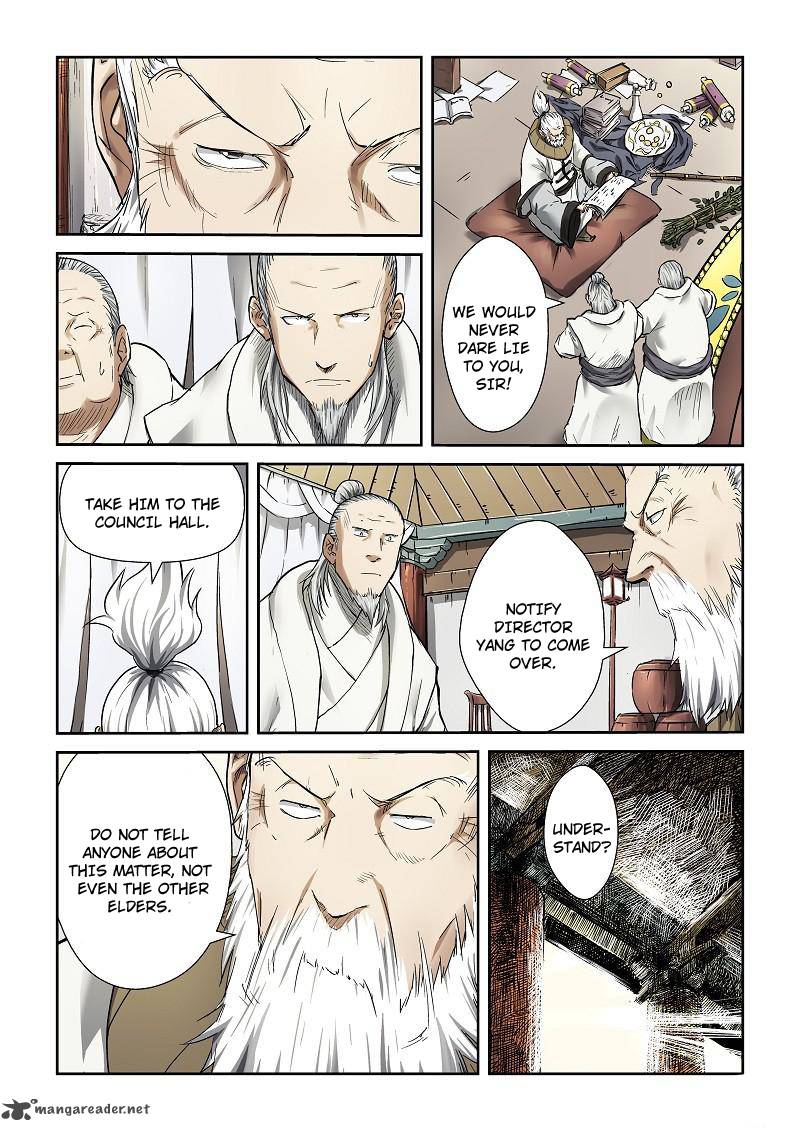 WE WOULD
NEVER
DARE LIE
TO YOU,
SIR!
TAKE HIM TO THE
COUNCIL HALL.
NOTIFY
DIRECTOR
YANG TO COME
OVER.
DO NOT TELL
ANYONE ABOUT
THIS MATTER, NOT
EVEN THE OTHER
ELDERS.
UNDER-
STAND?
mangareader.net